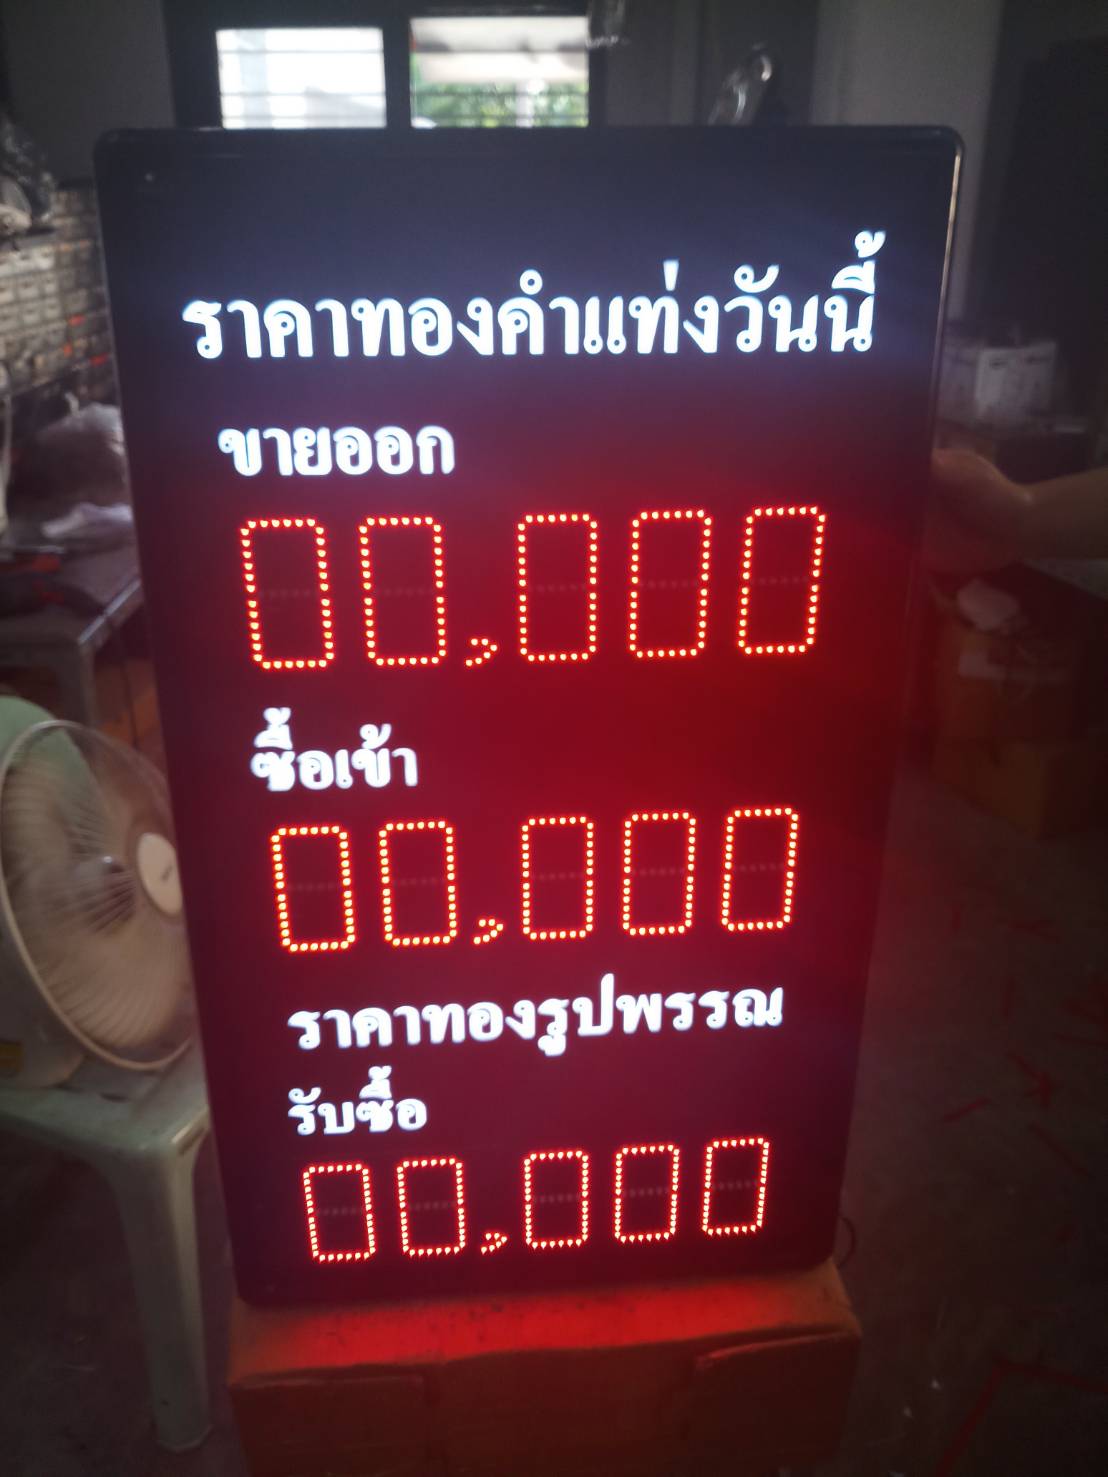 ราคาทองคำแท่งวันนี้
ขายออก
00,000
ซื้อเข้า
00,000
ราคาทองรูปพรรณ
รับซื้อ
00,000